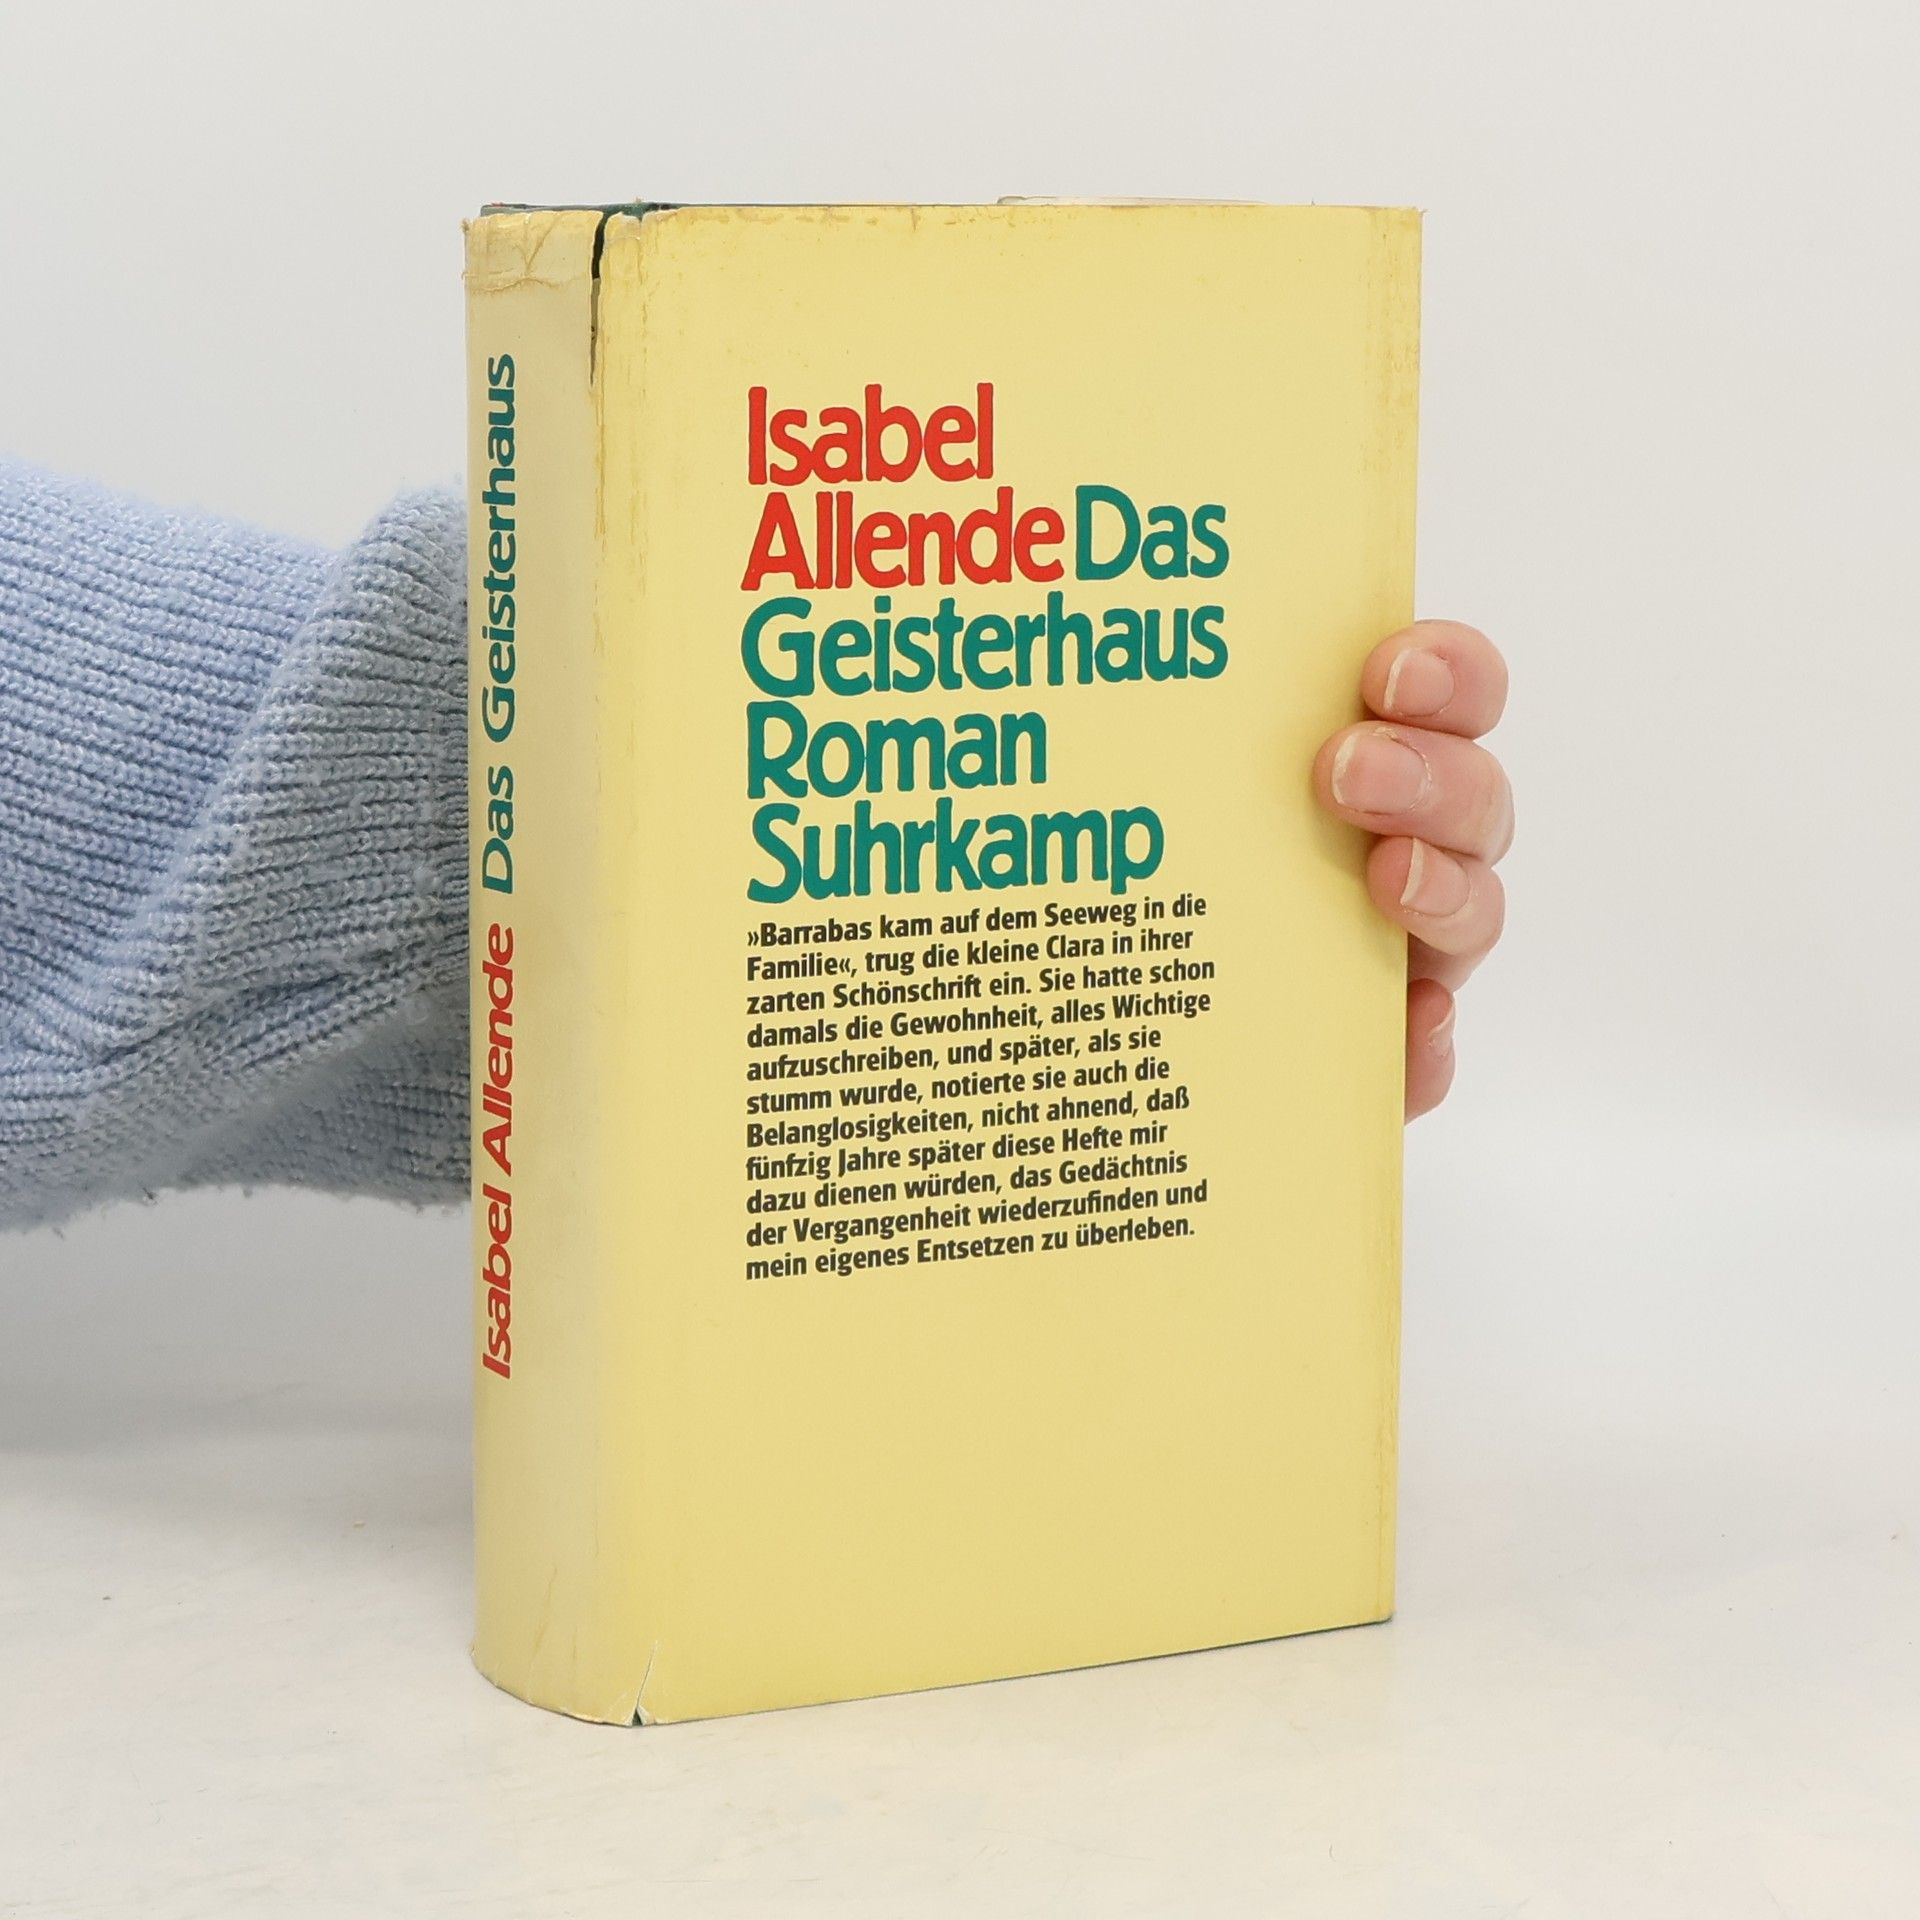 Isabel Allende Das Geisterhaus
Isabel
Allende Das
Geisterhaus
Roman
Suhrkamp
»Barrabas kam auf dem Seeweg in die
Familie«, trug die kleine Clara in ihrer
zarten Schönschrift ein. Sie hatte schon
damals die Gewohnheit, alles Wichtige
aufzuschreiben, und später, als sie
stumm wurde, notierte sie auch die
Belanglosigkeiten, nicht ahnend, daß
fünfzig Jahre später diese Hefte mir
dazu dienen würden, das Gedächtnis
der Vergangenheit wiederzufinden und
mein eigenes Entsetzen zu überleben.